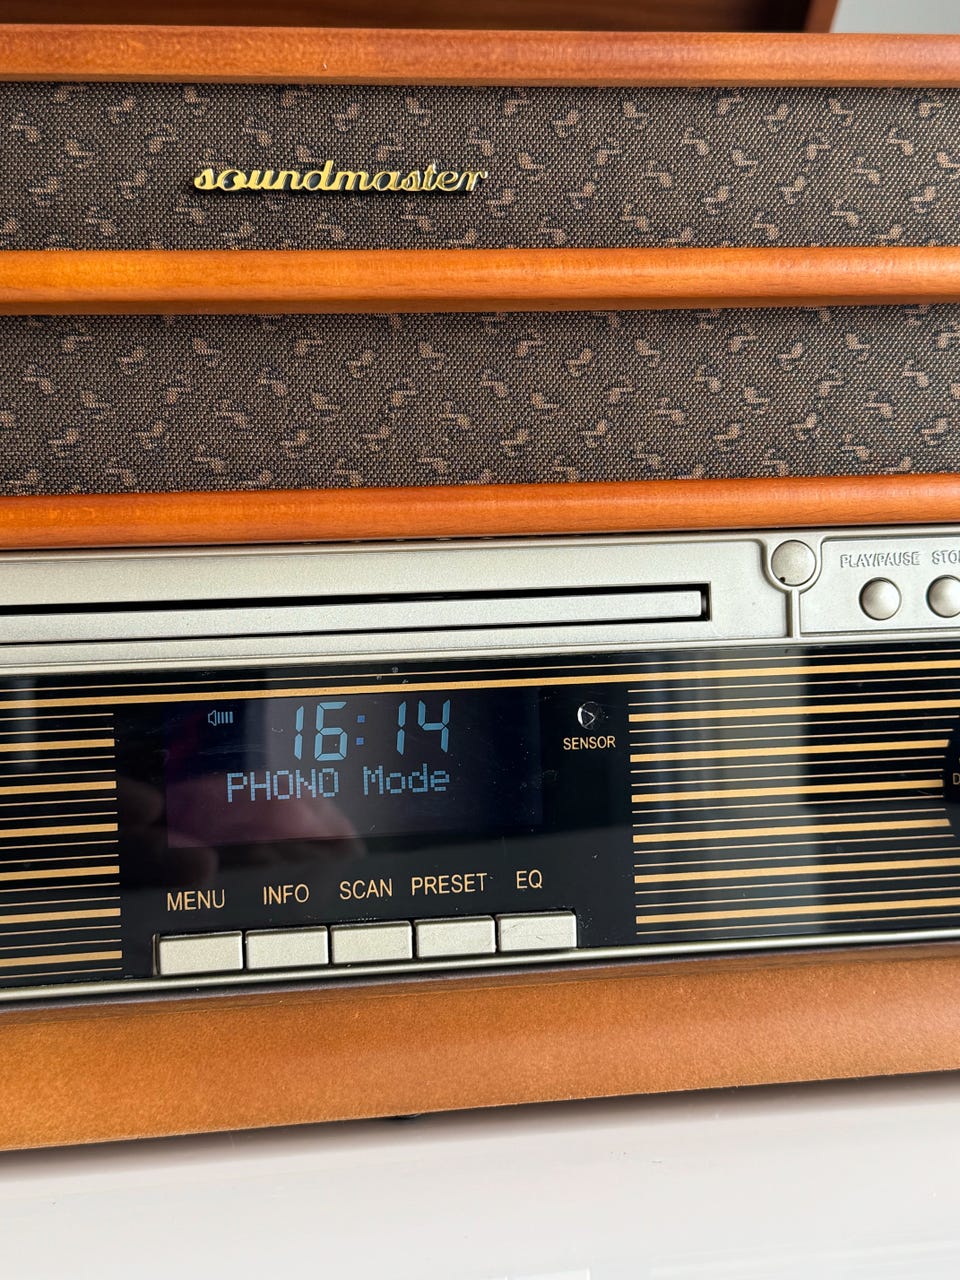 soundmaster
PLAY/PAUSE
16:14
PHONO Mode
SENSOR
MENU INFO SCAN PRESET EQ